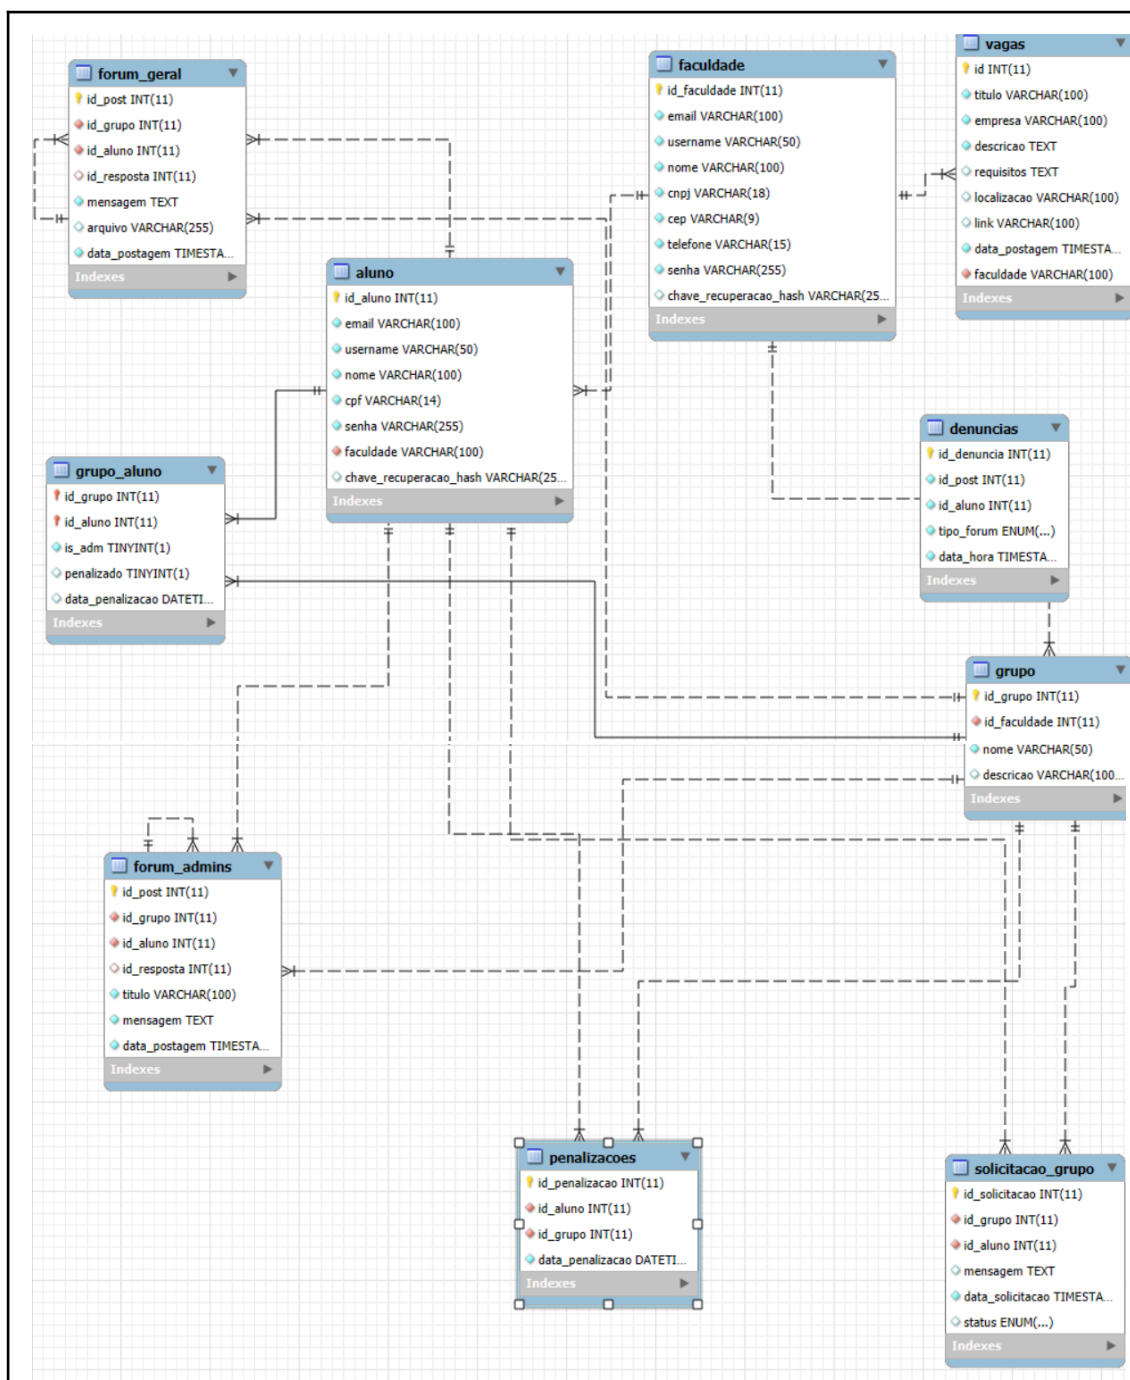 forum_geral
id_post INT(11)
id_grupo INT(11)
id_aluno INT(11)
id_resposta INT(11)
mensagem TEXT
arquivo VARCHAR(255)
data_postagem TIMESTA...
Indexes
faculdade
id_faculdade INT(11)
email VARCHAR(100)
username VARCHAR(50)
nome VARCHAR(100)
cnpj VARCHAR(18)
cep VARCHAR(9)
telefone VARCHAR(15)
senha VARCHAR(255)
chave_recuperacao_hash VARCHAR(25...
Indexes
vagas
id INT(11)
titulo VARCHAR(100)
empresa VARCHAR(100)
descricao TEXT
requisitos TEXT
localizacao VARCHAR(100)
link VARCHAR(100)
data_postagem TIMESTA...
faculdade VARCHAR(100)
Indexes
aluno
id_aluno INT(11)
email VARCHAR(100)
username VARCHAR(50)
nome VARCHAR(100)
cpf VARCHAR(14)
senha VARCHAR(255)
faculdade VARCHAR(100)
chave_recuperacao_hash VARCHAR(25...
Indexes
grupo_aluno
id_grupo INT(11)
id_aluno INT(11)
is_adm TINYINT(1)
penalizado TINYINT(1)
data_penalizacao DATETI...
Indexes
denuncias
id_denuncia INT(11)
id_post INT(11)
id_aluno INT(11)
tipo_forum ENUM(...)
data_hora TIMESTA...
Indexes
grupo
id_grupo INT(11)
id_faculdade INT(11)
nome VARCHAR(50)
descricao VARCHAR(100...
Indexes
forum_admins
id_post INT(11)
id_grupo INT(11)
id_aluno INT(11)
id_resposta INT(11)
titulo VARCHAR(100)
mensagem TEXT
data_postagem TIMESTA...
Indexes
penalizacoes
id_penalizacao INT(11)
id_aluno INT(11)
id_grupo INT(11)
data_penalizacao DATETI...
Indexes
solicitacao_grupo
id_solicitacao INT(11)
id_grupo INT(11)
id_aluno INT(11)
mensagem TEXT
data_solicitacao TIMESTA...
status ENUM(...)
Indexes